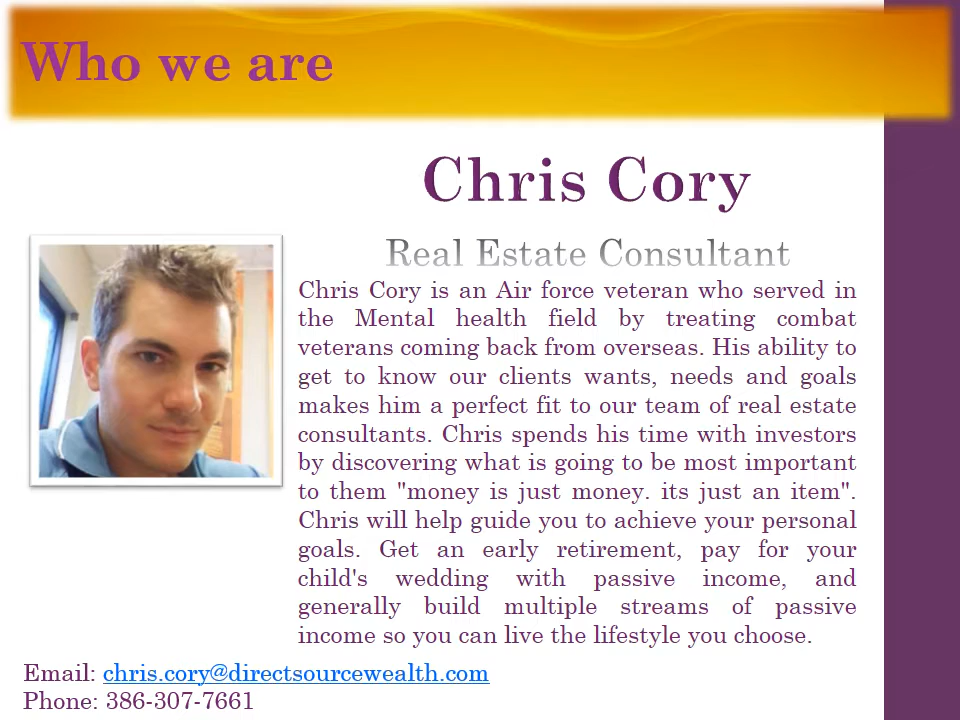 Who we are
Chris Cory
Real Estate Consultant
Chris Cory is an Air force veteran who served in
the Mental health field by treating combat
veterans coming back from overseas. His ability to
get to know our clients wants, needs and goals
makes him a perfect fit to our team of real estate
consultants. Chris spends his time with investors
by discovering what is going to be most important
to them "money is just money. its just an item".
Chris will help guide you to achieve your personal
goals. Get an early retirement, pay for your
child's wedding with passive income, and
generally build multiple streams of passive
income so you can live the lifestyle you choose.
Email: chris.cory@directsourcewealth.com
Phone: 386-307-7661